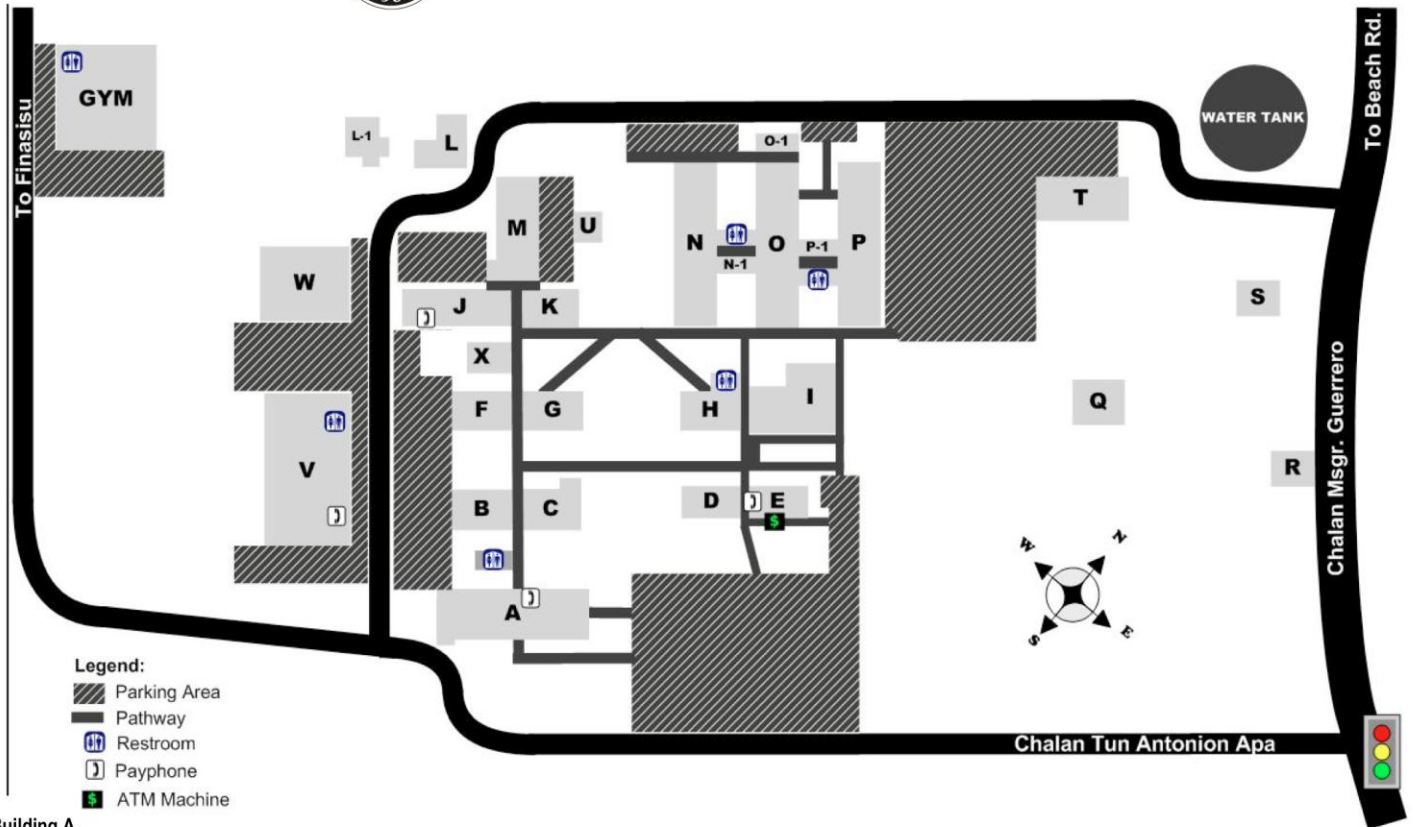 To Beach Rd.
GYM
WATER TANK
To Finasisu
L-1
L
O-1
T
M
U
N
O
P
P-1
N-1
W
J
K
S
X
F
G
H
I
Q
Chalan Msgr. Guerrero
V
R
B
C
D
E
$
N
W
E
S
A
Legend:
Parking Area
Pathway
Restroom
Payphone
$ ATM Machine
Chalan Tun Antonion Apa